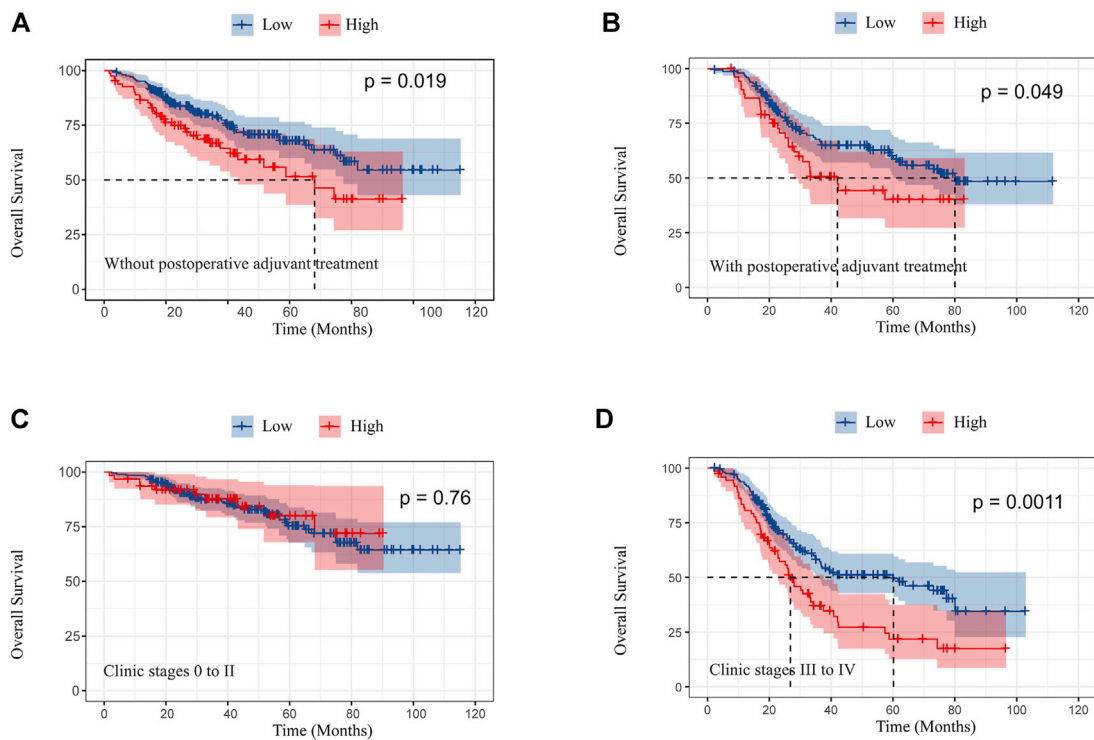 A
Low High
p = 0.019
100
75
50
25
0
Overall Survival
Wthout postoperative adjuvant treatment
0 20 40 60 80 100 120
Time (Months)
B
Low High
p = 0.049
100
75
50
25
0
Overall Survival
With postoperative adjuvant treatment
0 20 40 60 80 100 120
Time (Months)
C
Low High
p = 0.76
100
75
50
25
0
Overall Survival
Clinic stages 0 to II
0 20 40 60 80 100 120
Time (Months)
D
Low High
p = 0.0011
100
75
50
25
0
Overall Survival
Clinic stages III to IV
0 20 40 60 80 100 120
Time (Months)